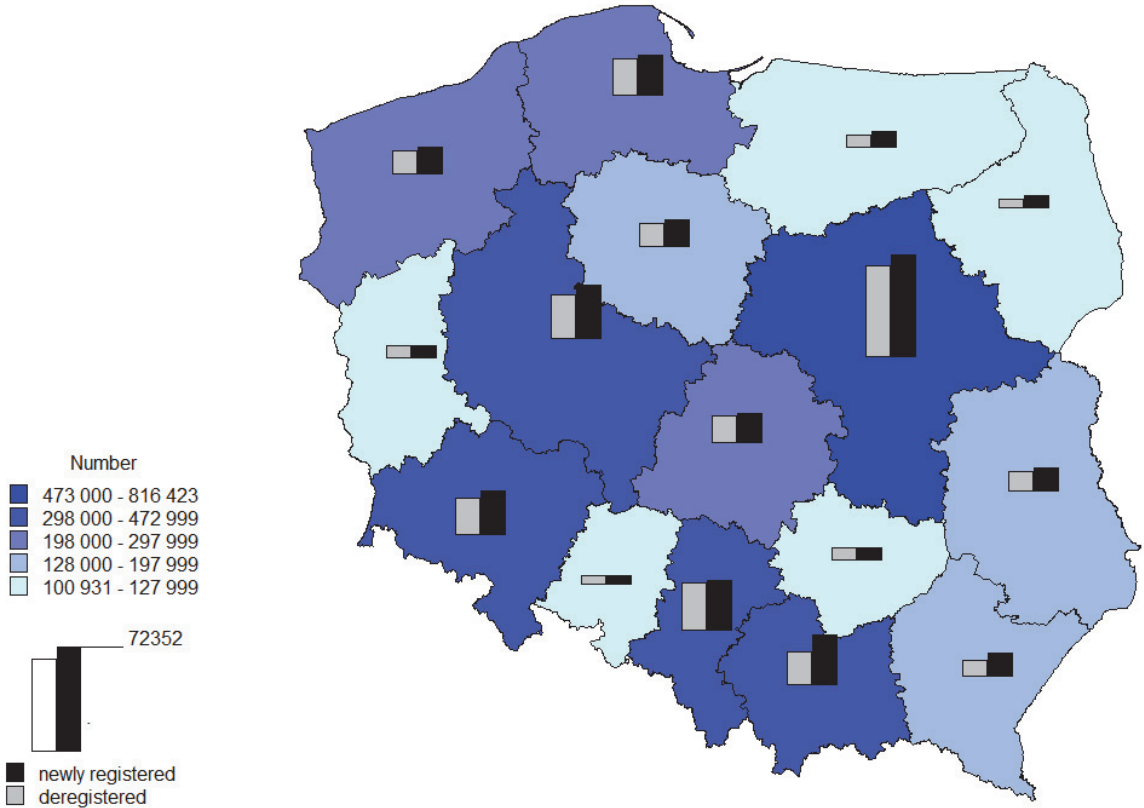 Number
473 000 - 816 423
298 000 - 472 999
198 000 - 297 999
128 000 - 197 999
100 931 - 127 999
72352
newly registered
deregistered